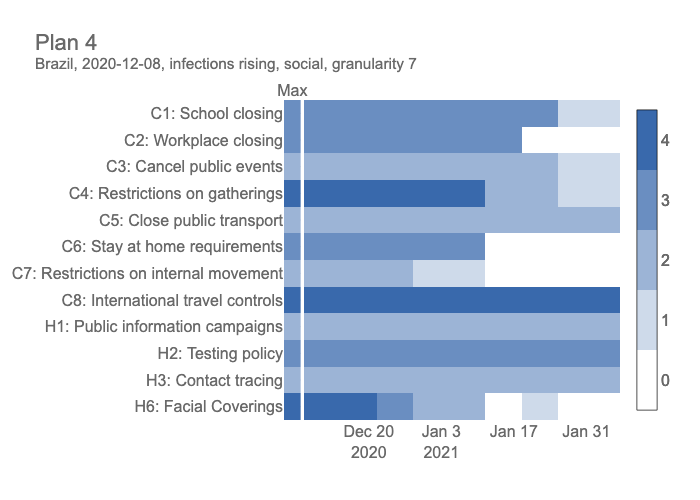 Plan 4
Brazil, 2020-12-08, infections rising, social, granularity 7
Max
C1: School closing
C2: Workplace closing
C3: Cancel public events
C4: Restrictions on gatherings
C5: Close public transport
C6: Stay at home requirements
C7: Restrictions on internal movement
C8: International travel controls
H1: Public information campaigns
H2: Testing policy
H3: Contact tracing
H6: Facial Coverings
Dec 20 Jan 3 Jan 17 Jan 31
2020 2021
4
3
2
1
0